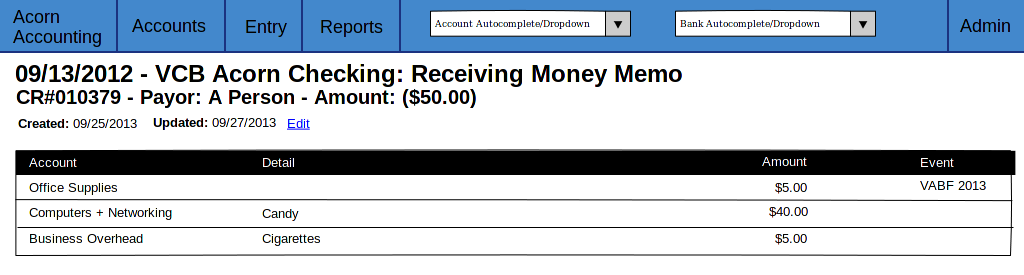 Acorn
Accounting
Accounts
Entry
Reports
Account Autocomplete/Dropdown
Bank Autocomplete/Dropdown
Admin
09/13/2012 - VCB Acorn Checking: Receiving Money Memo
CR#010379 - Payor: A Person - Amount: ($50.00)
Created: 09/25/2013 Updated: 09/27/2013 Edit
Account Detail Amount Event
Office Supplies $5.00 VABF 2013
Computers + Networking Candy $40.00
Business Overhead Cigarettes $5.00